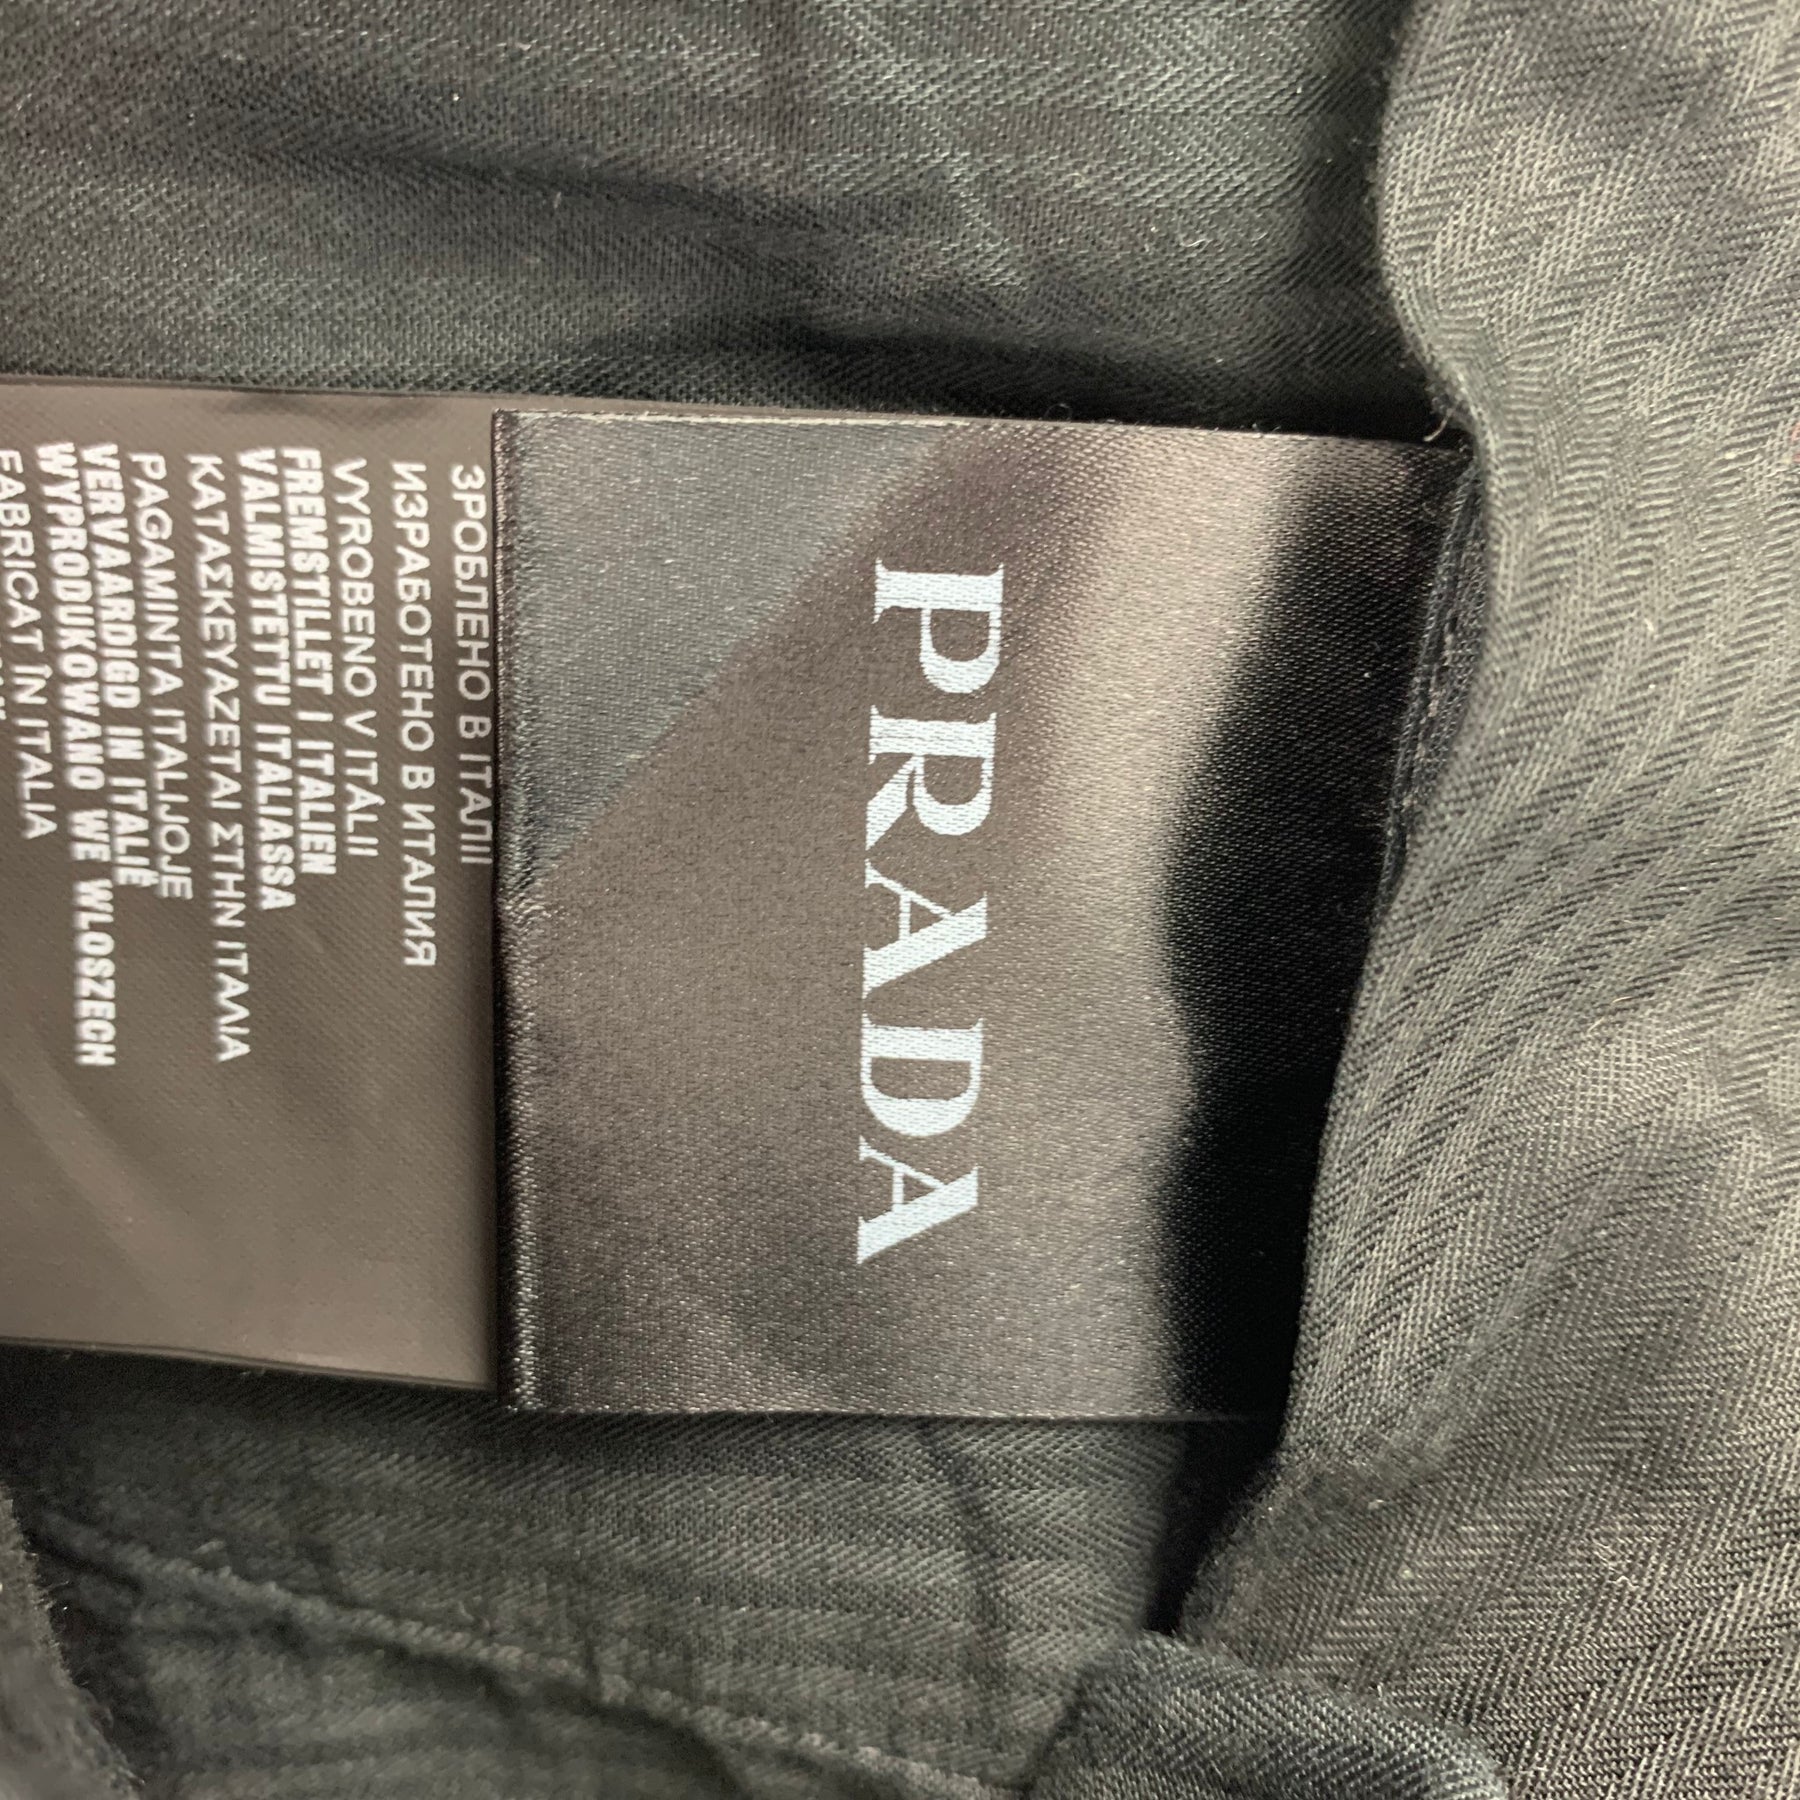 PRADA
ЗРОБЛЕНО В ІТАЛІЇ
ИЗРАБОТЕНО В ИТАЛИЯ
VYROBENO V ITÁLII
FREMSTILLET I ITALIEN
VALMISTETTU ITALIASSA
ΚΑΤΑΣΚΕΥΑΖΕΤΑΙ ΣΤΗΝ ΙΤΑΛΙΑ
PAGAMINTA ITALIJOJE
VERVAARDIGD IN ITALIË
WYPRODUKOWANO WE WLOSZECH
FABRICAT ÎN ITALIA